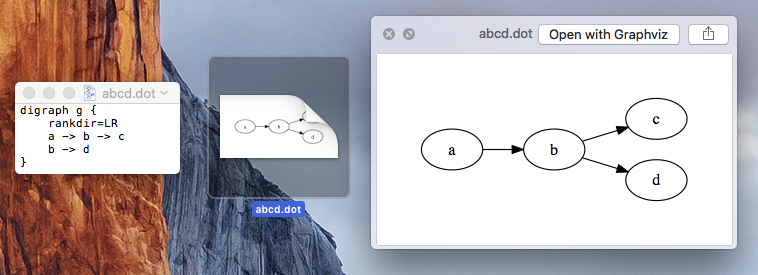 abcd.dot
digraph g {
    rankdir=LR
    a -> b -> c
    b -> d
}
a
b
d
abcd.dot
abcd.dot
Open with Graphviz
a
b
c
d